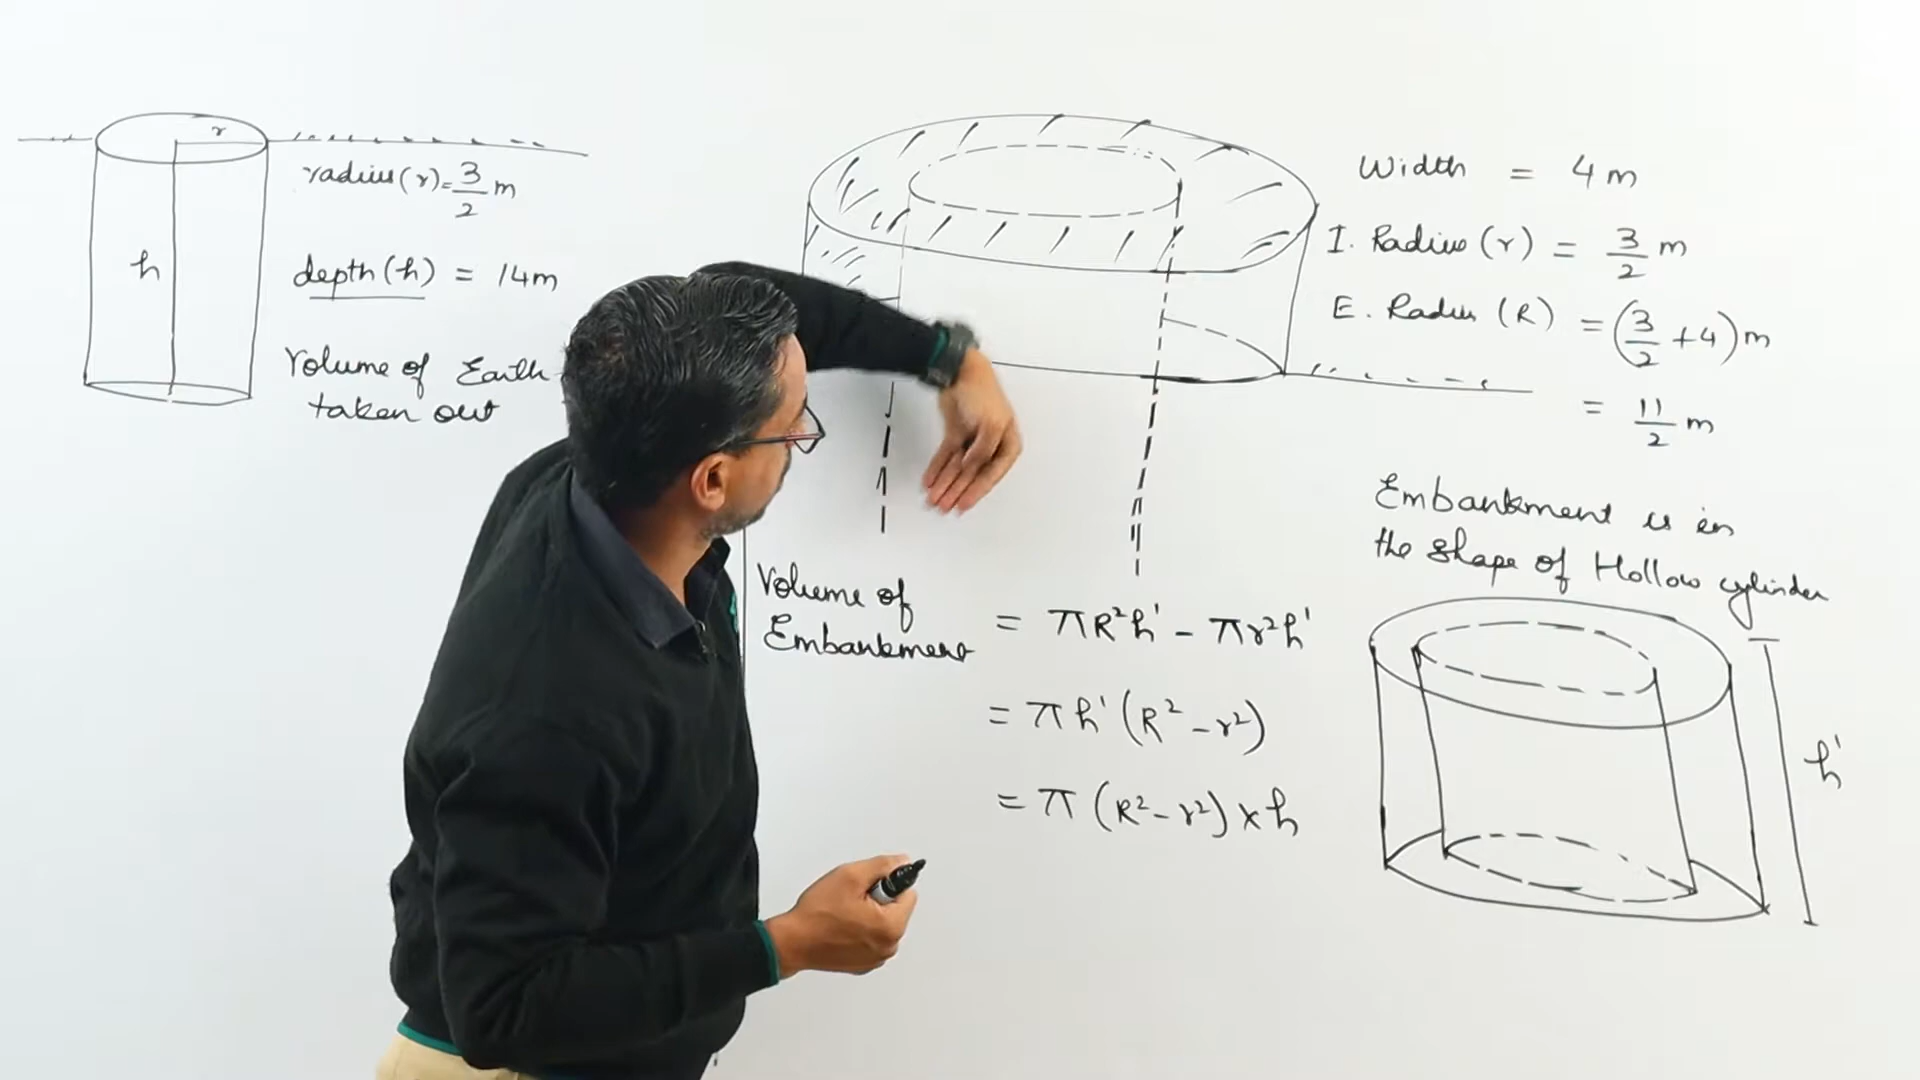 r
radius (r) = 3/2 m
h
depth (h) = 14m
Volume of Earth
taken out
Width = 4 m
I. Radius (r) = 3/2 m
E. Radius (R) = (3/2 + 4) m
= 11/2 m
Embankment is in
the shape of Hollow cylinder
h'
Volume of
Embankment = πR²h' - πr²h'
= πh' (R² - r²)
= π (R² - r²) x h